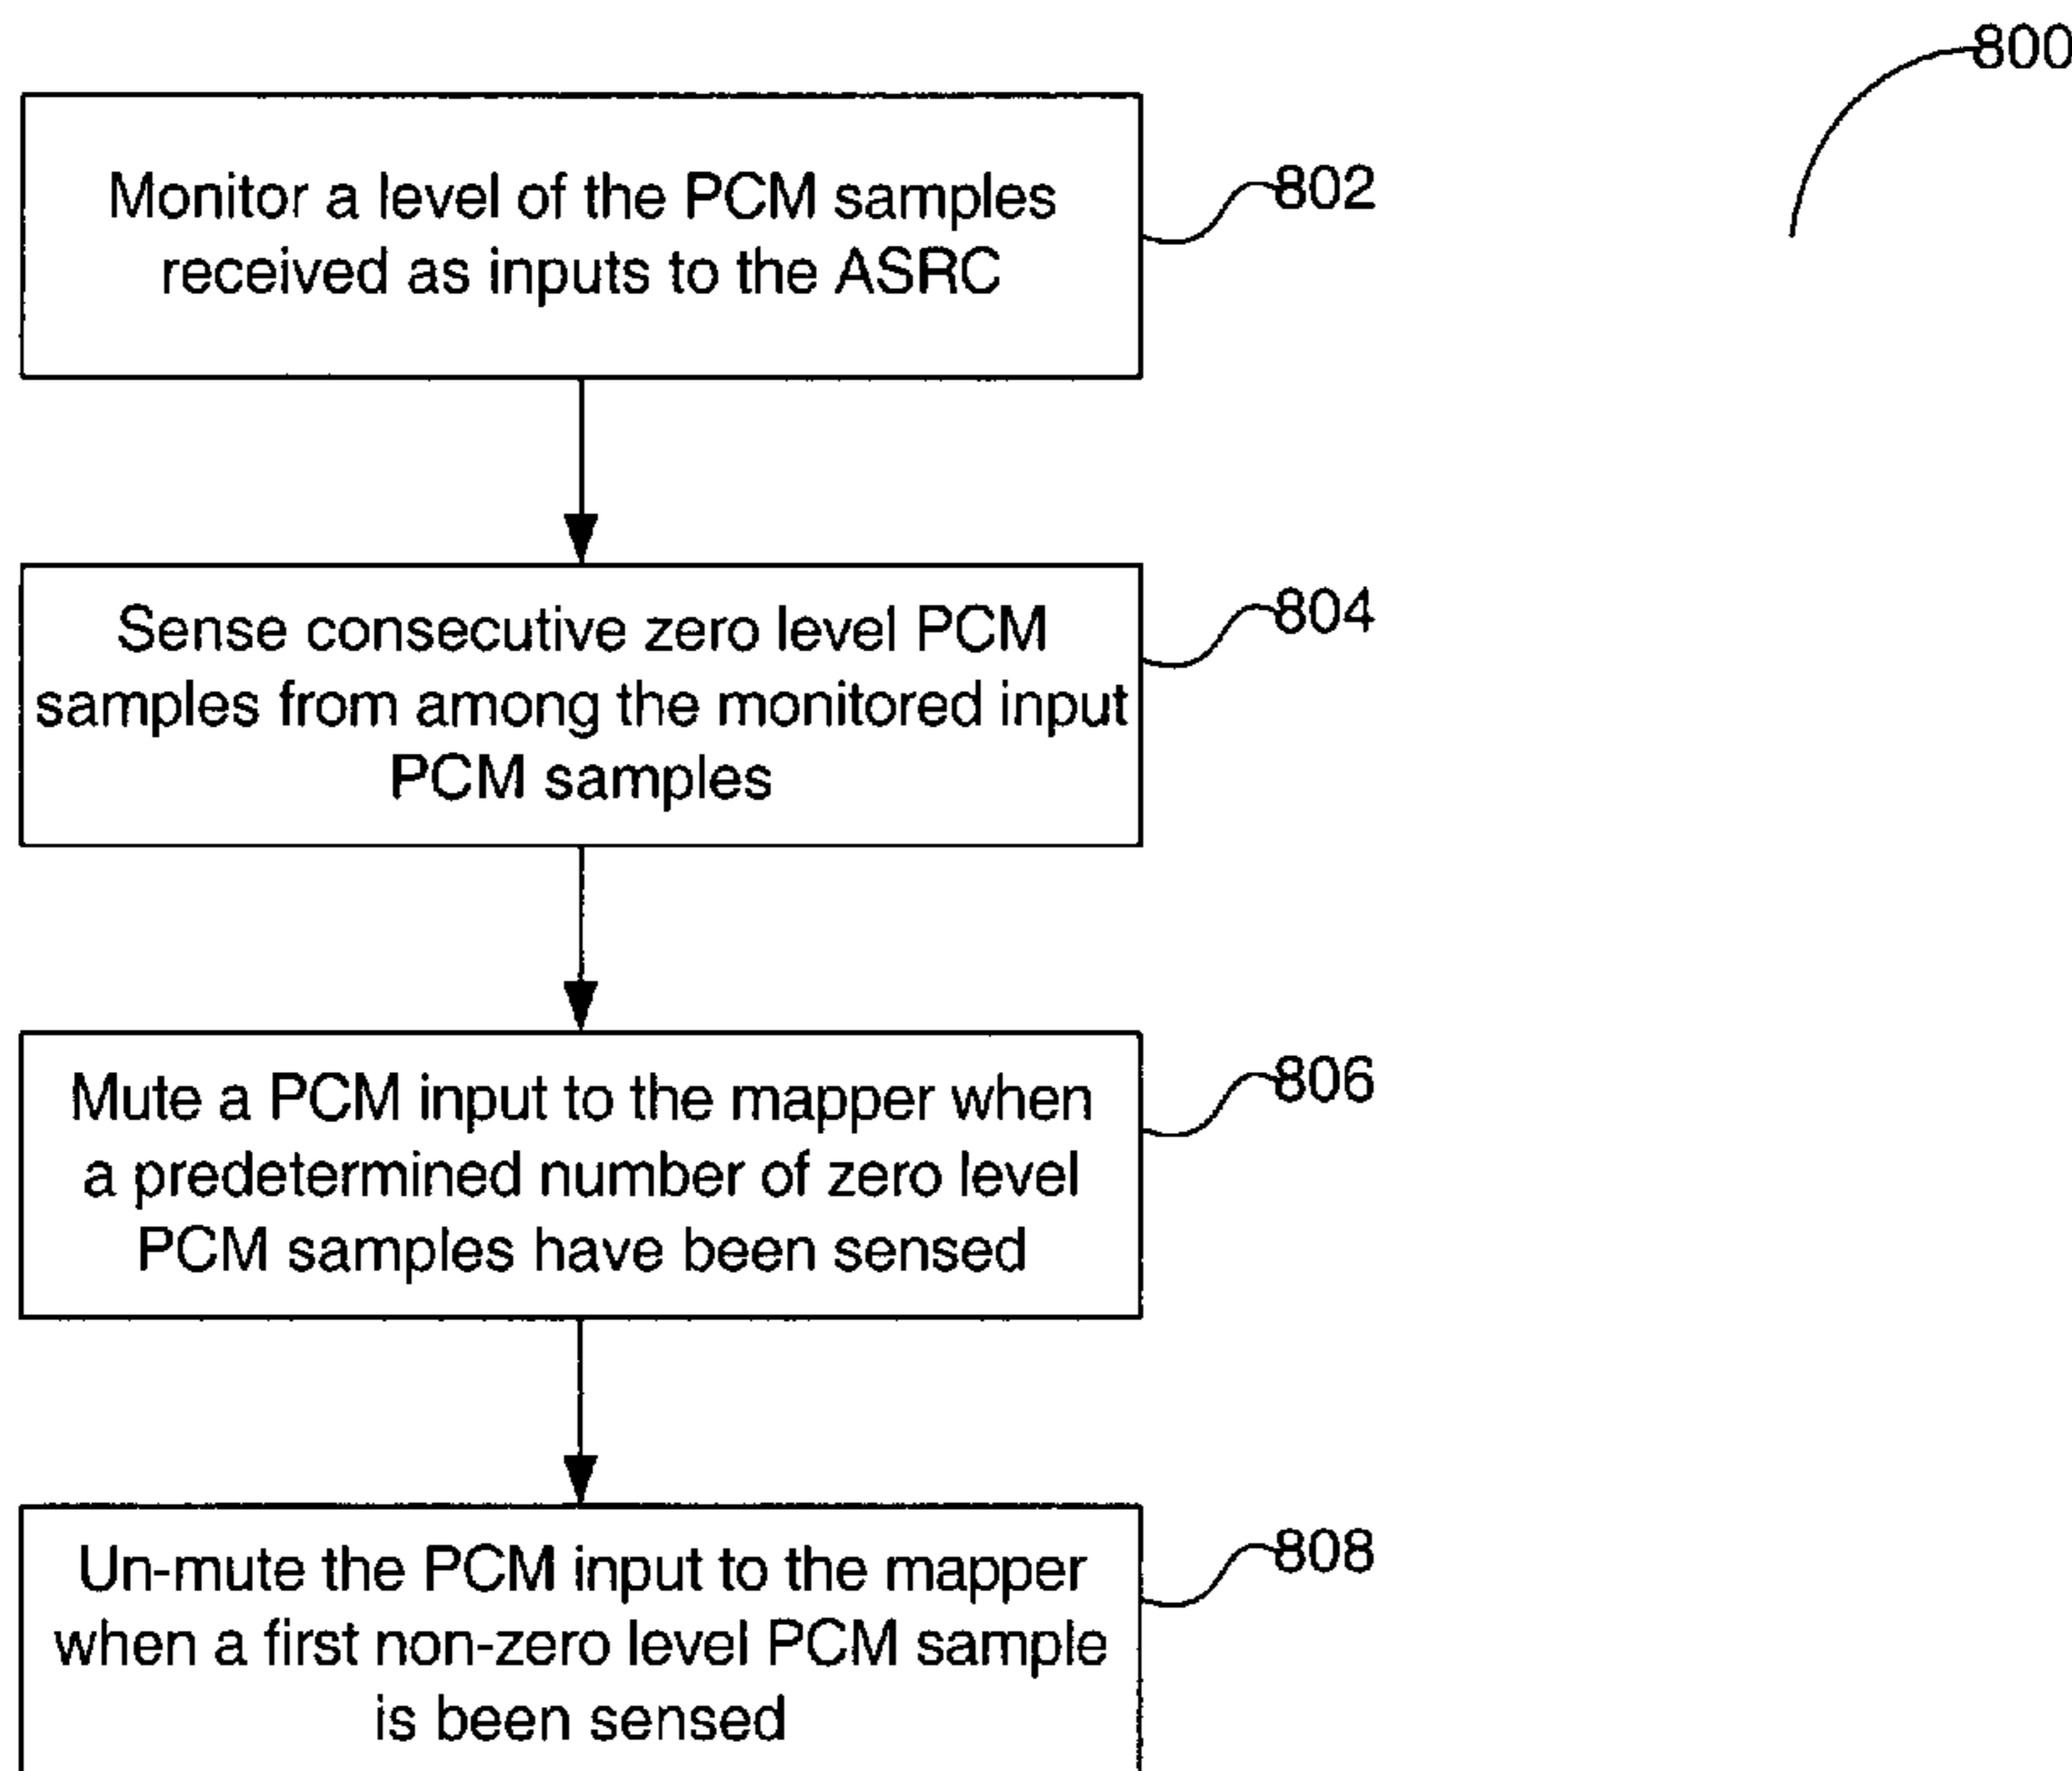 800
Monitor a level of the PCM samples
received as inputs to the ASRC
802
Sense consecutive zero level PCM
samples from among the monitored input
PCM samples
804
Mute a PCM input to the mapper when
a predetermined number of zero level
PCM samples have been sensed
806
Un-mute the PCM input to the mapper
when a first non-zero level PCM sample
is been sensed
808